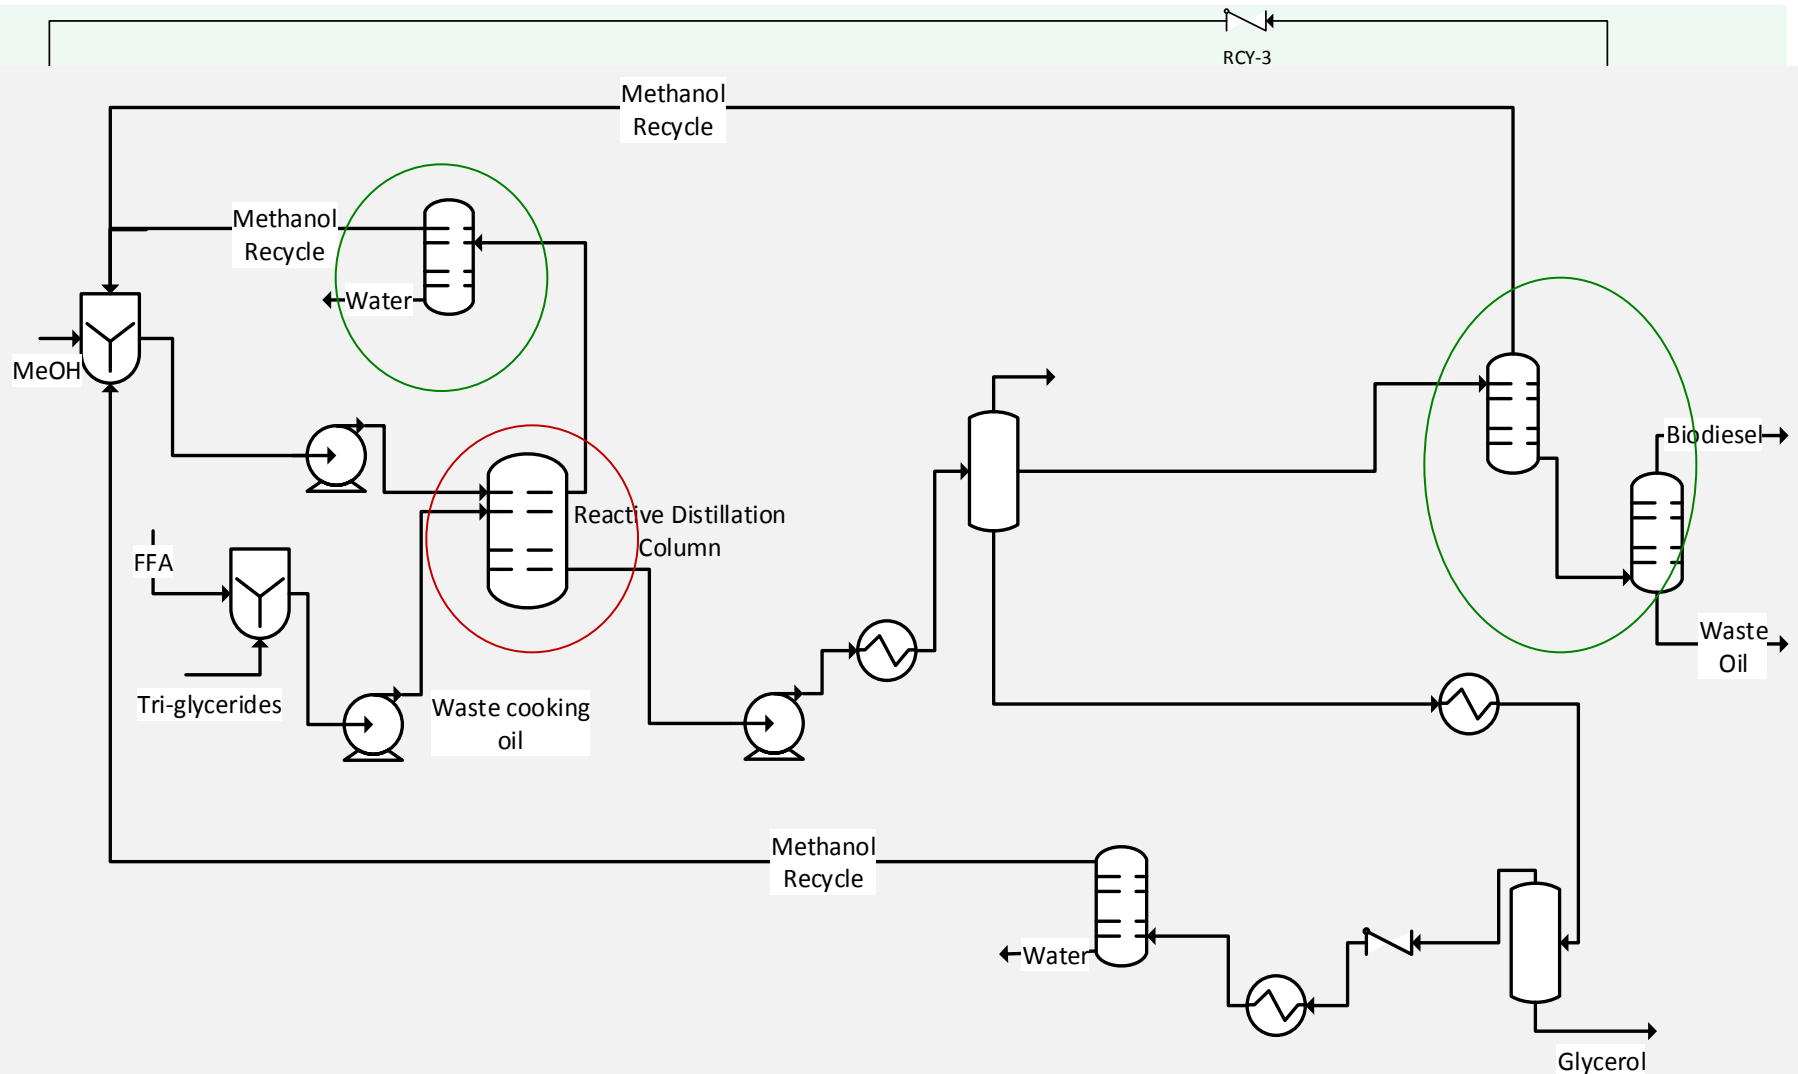 RCY-3
Methanol
Recycle
Methanol
Recycle
Water
MeOH
Reactive Distillation
Column
FFA
Tri-glycerides
Waste cooking
oil
Biodiesel
Waste
Oil
Methanol
Recycle
Water
Glycerol